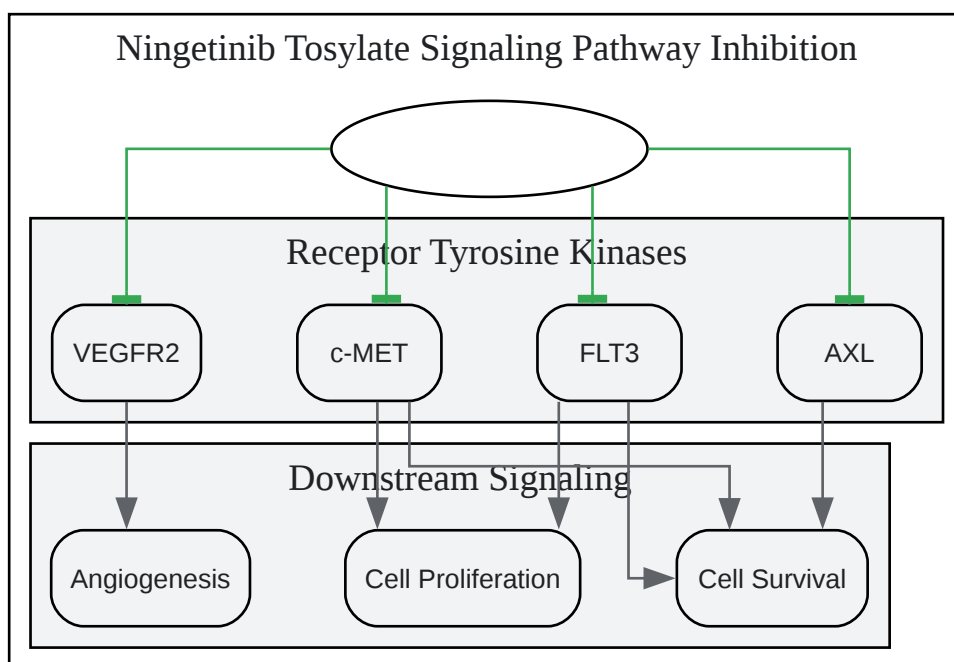 Ningetinib Tosylate Signaling Pathway Inhibition
Receptor Tyrosine Kinases
VEGFR2
c-MET
FLT3
AXL
Downstream Signaling
Angiogenesis
Cell Proliferation
Cell Survival